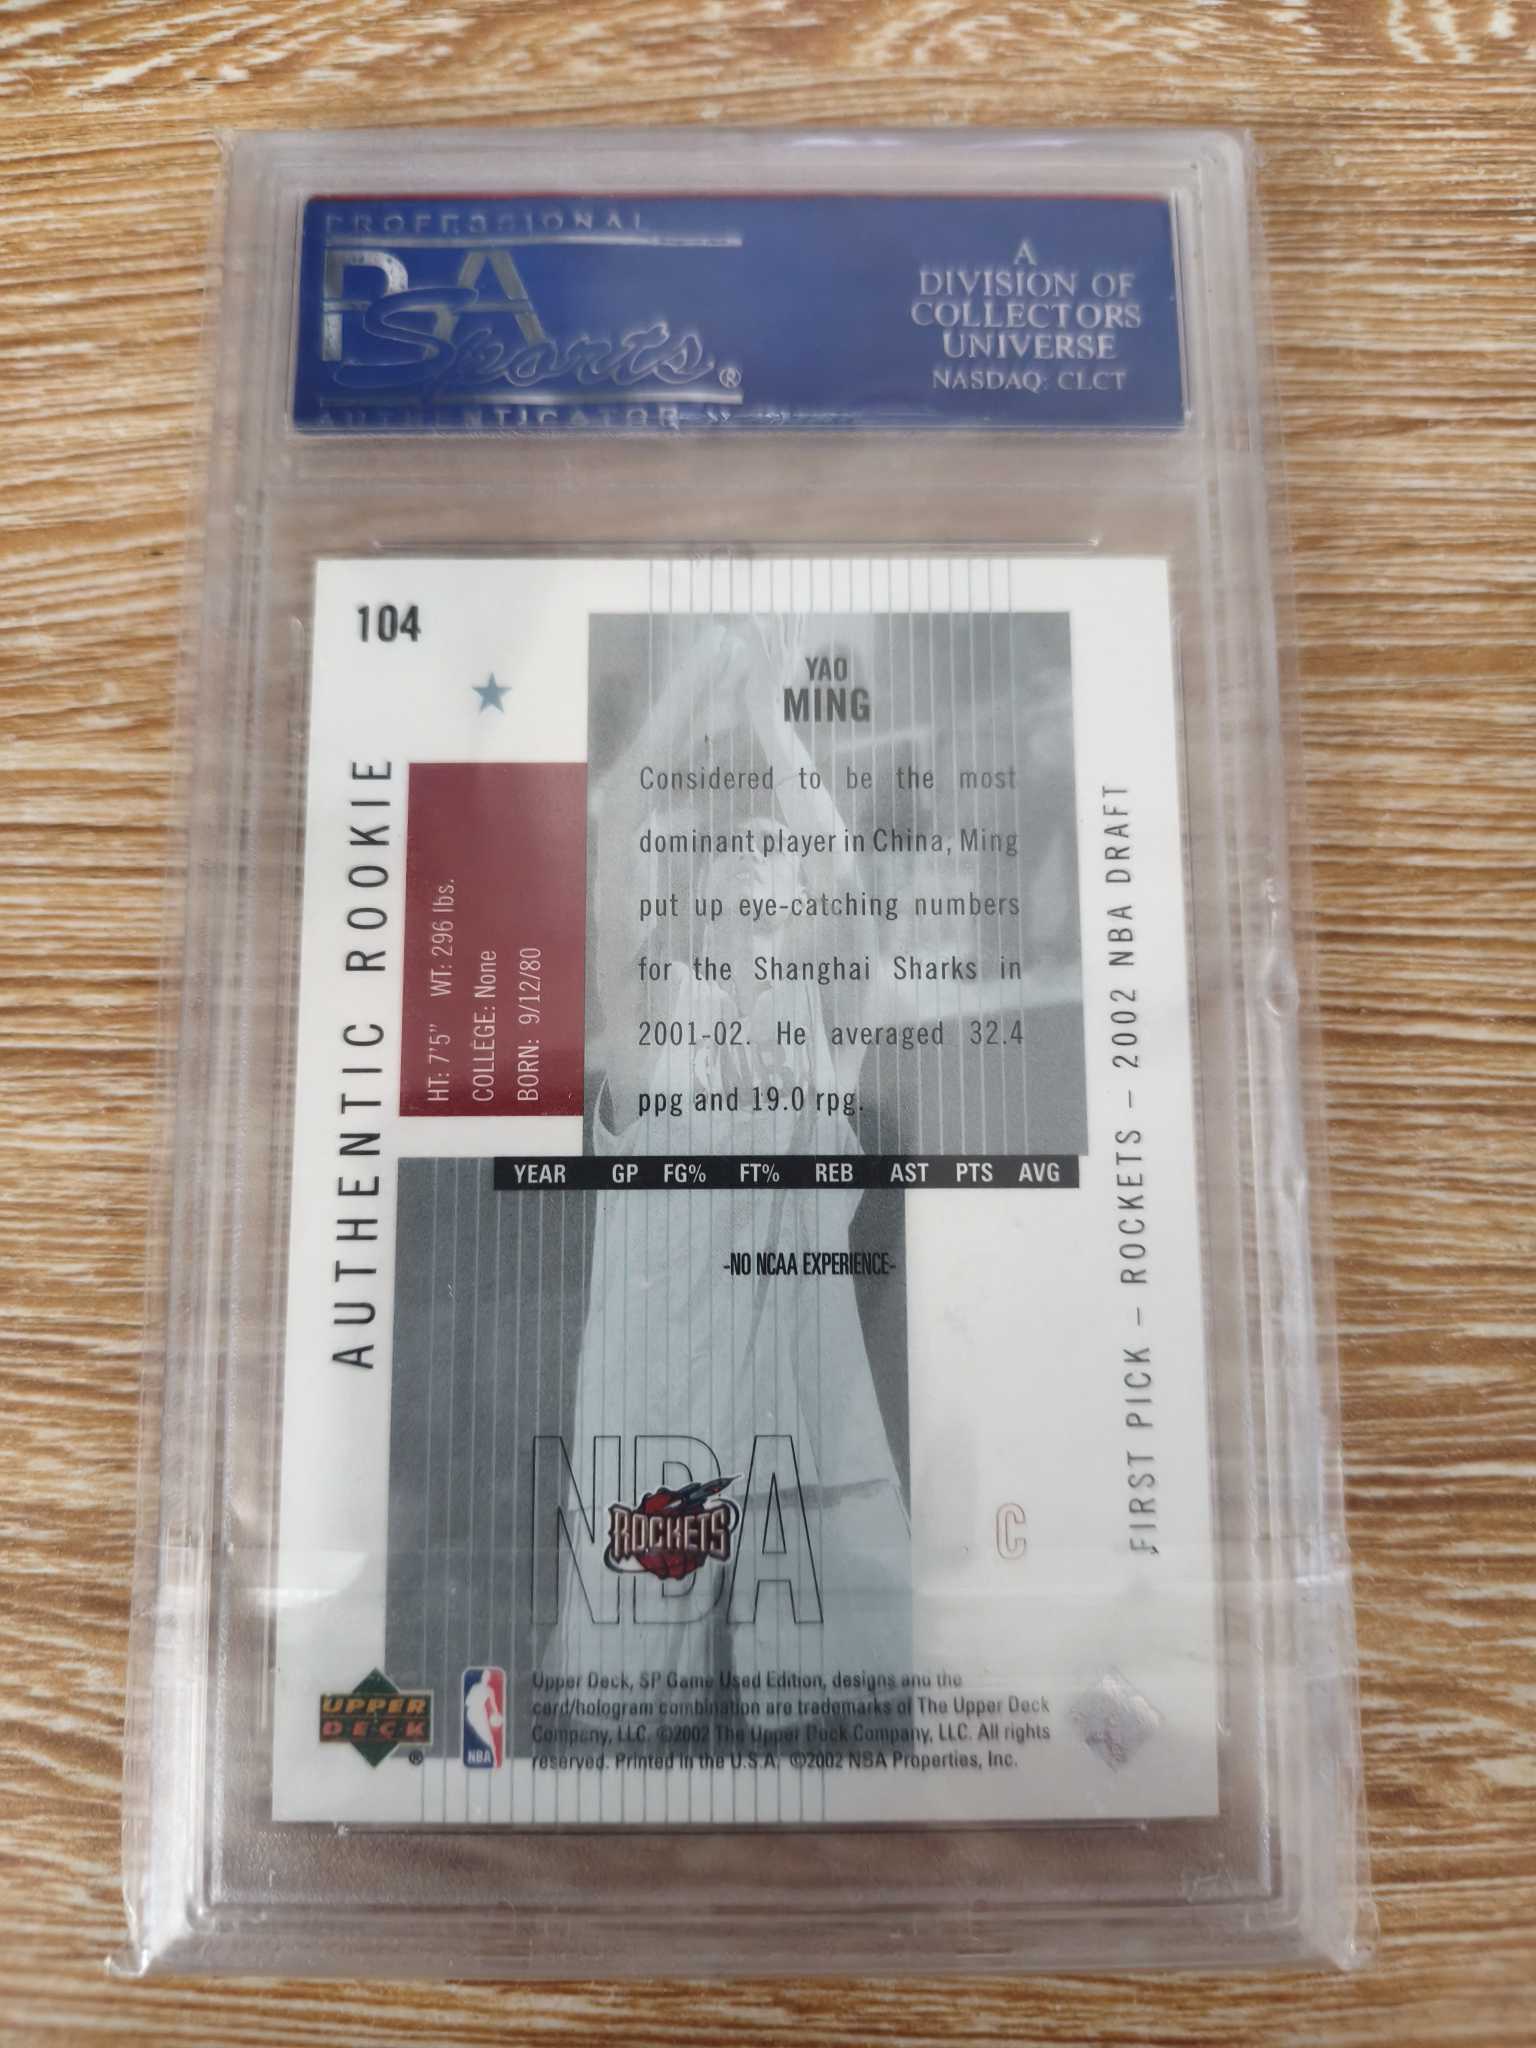 PROFESSIONAL
PSA
Sports®
AUTHENTICATOR
A
DIVISION OF
COLLECTORS
UNIVERSE
NASDAQ: CLCT
104
AUTHENTIC ROOKIE
HT: 7'5" WT: 296 lbs.
COLLEGE: None
BORN: 9/12/80
YAO
MING
Considered to be the most
dominant player in China, Ming
put up eye-catching numbers
for the Shanghai Sharks in
2001-02. He averaged 32.4
ppg and 19.0 rpg.
FIRST PICK – ROCKETS – 2002 NBA DRAFT
YEAR GP FG% FT% REB AST PTS AVG
-NO NCAA EXPERIENCE-
NBA
ROCKETS
C
UPPER
DECK
®
NBA
Upper Deck, SP Game Used Edition, designs and the
card/hologram combination are trademarks of The Upper Deck
Company, LLC. ©2002 The Upper Deck Company, LLC. All rights
reserved. Printed in the U.S.A. ©2002 NBA Properties, Inc.